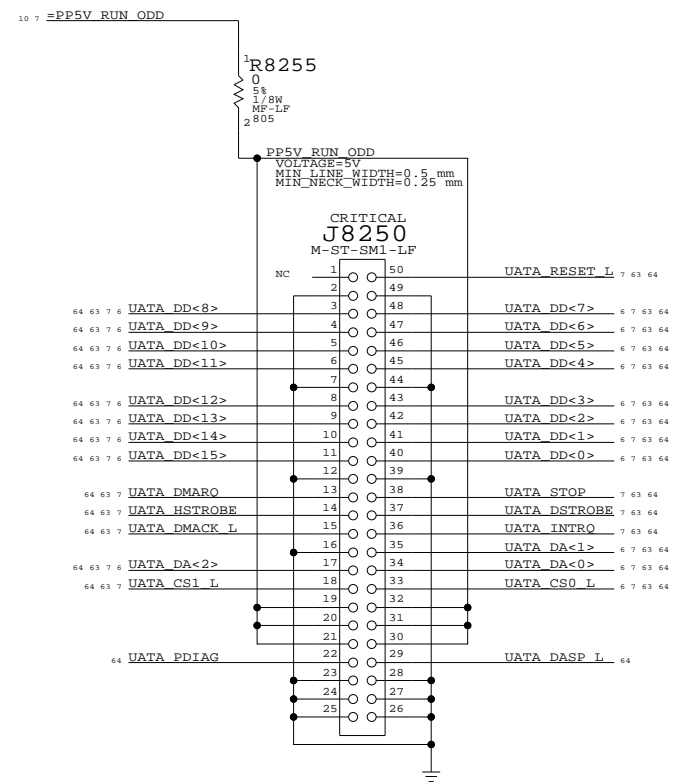 10 7 =PP5V_RUN_ODD
1
R8255
0
5%
1/8W
MF-LF
2 805
PP5V_RUN_ODD
VOLTAGE=5V
MIN_LINE_WIDTH=0.5 mm
MIN_NECK_WIDTH=0.25 mm
CRITICAL
J8250
M-ST-SM1-LF
NC 1 50 UATA_RESET_L 7 63 64
2 49
64 63 7 6 UATA_DD<8> 3 48 UATA_DD<7> 6 7 63 64
64 63 7 6 UATA_DD<9> 4 47 UATA_DD<6> 6 7 63 64
64 63 7 6 UATA_DD<10> 5 46 UATA_DD<5> 6 7 63 64
64 63 7 6 UATA_DD<11> 6 45 UATA_DD<4> 6 7 63 64
7 44
64 63 7 6 UATA_DD<12> 8 43 UATA_DD<3> 6 7 63 64
64 63 7 6 UATA_DD<13> 9 42 UATA_DD<2> 6 7 63 64
64 63 7 6 UATA_DD<14> 10 41 UATA_DD<1> 6 7 63 64
64 63 7 6 UATA_DD<15> 11 40 UATA_DD<0> 6 7 63 64
12 39
64 63 7 UATA_DMARQ 13 38 UATA_STOP 7 63 64
64 63 7 UATA_HSTROBE 14 37 UATA_DSTROBE 7 63 64
64 63 7 UATA_DMACK_L 15 36 UATA_INTRQ 7 63 64
16 35 UATA_DA<1> 6 7 63 64
64 63 7 6 UATA_DA<2> 17 34 UATA_DA<0> 6 7 63 64
64 63 7 UATA_CS1_L 18 33 UATA_CS0_L 6 7 63 64
19 32
20 31
21 30
64 UATA_PDIAG 22 29 UATA_DASP_L 64
23 28
24 27
25 26